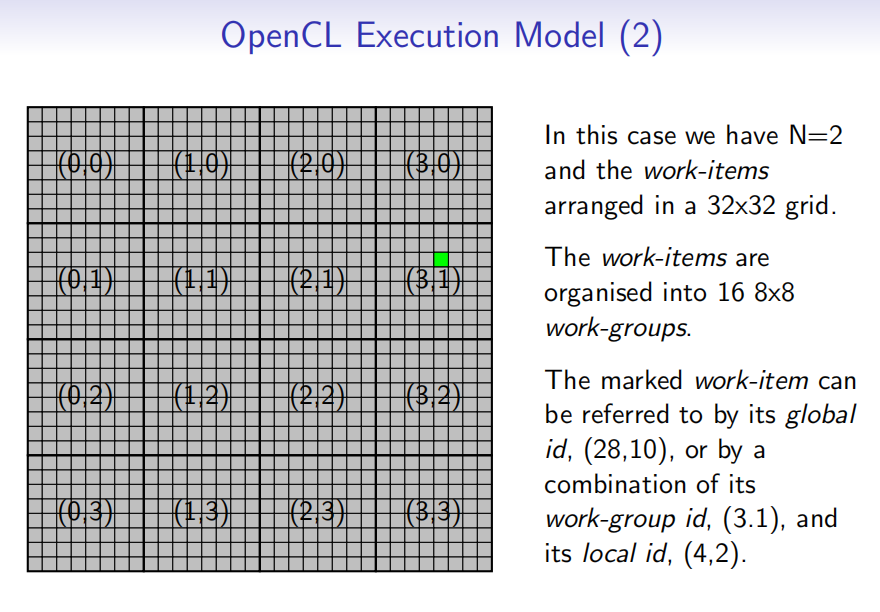 OpenCL Execution Model (2)
(0,0) (1,0) (2,0) (3,0)
(0,1) (1,1) (2,1) (3,1)
(0,2) (1,2) (2,2) (3,2)
(0,3) (1,3) (2,3) (3,3)
In this case we have N=2
and the work-items
arranged in a 32x32 grid.
The work-items are
organised into 16 8x8
work-groups.
The marked work-item can
be referred to by its global
id, (28,10), or by a
combination of its
work-group id, (3.1), and
its local id, (4,2).